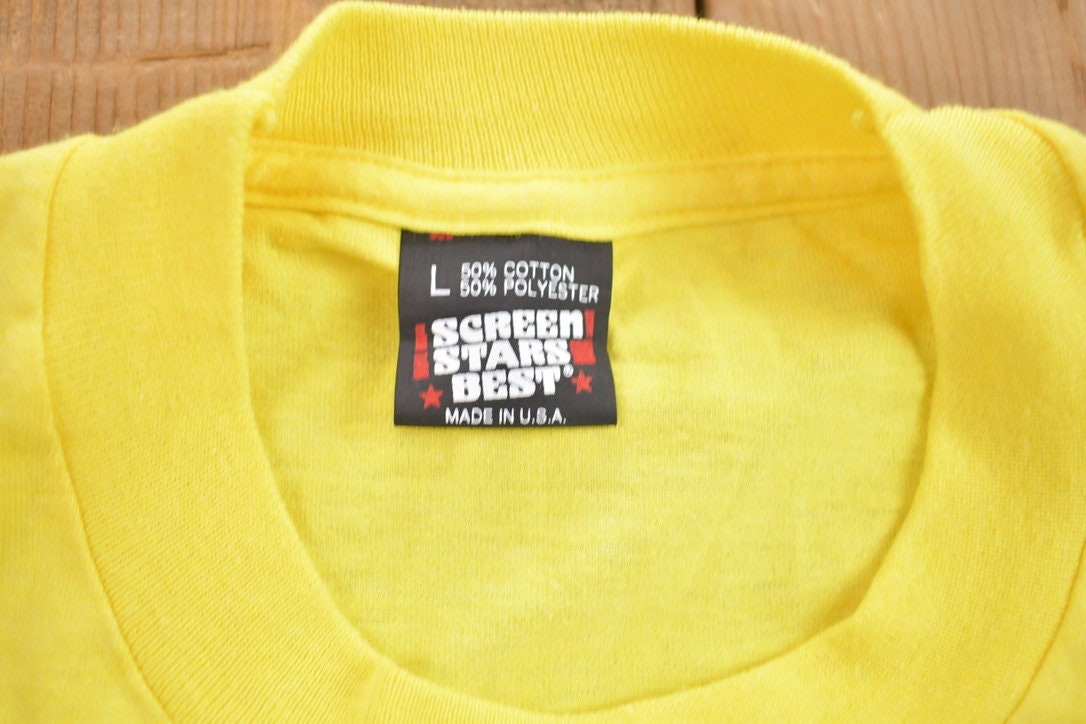 L 50% COTTON
50% POLYESTER
SCREEN
STARS
BEST®
MADE IN U.S.A.